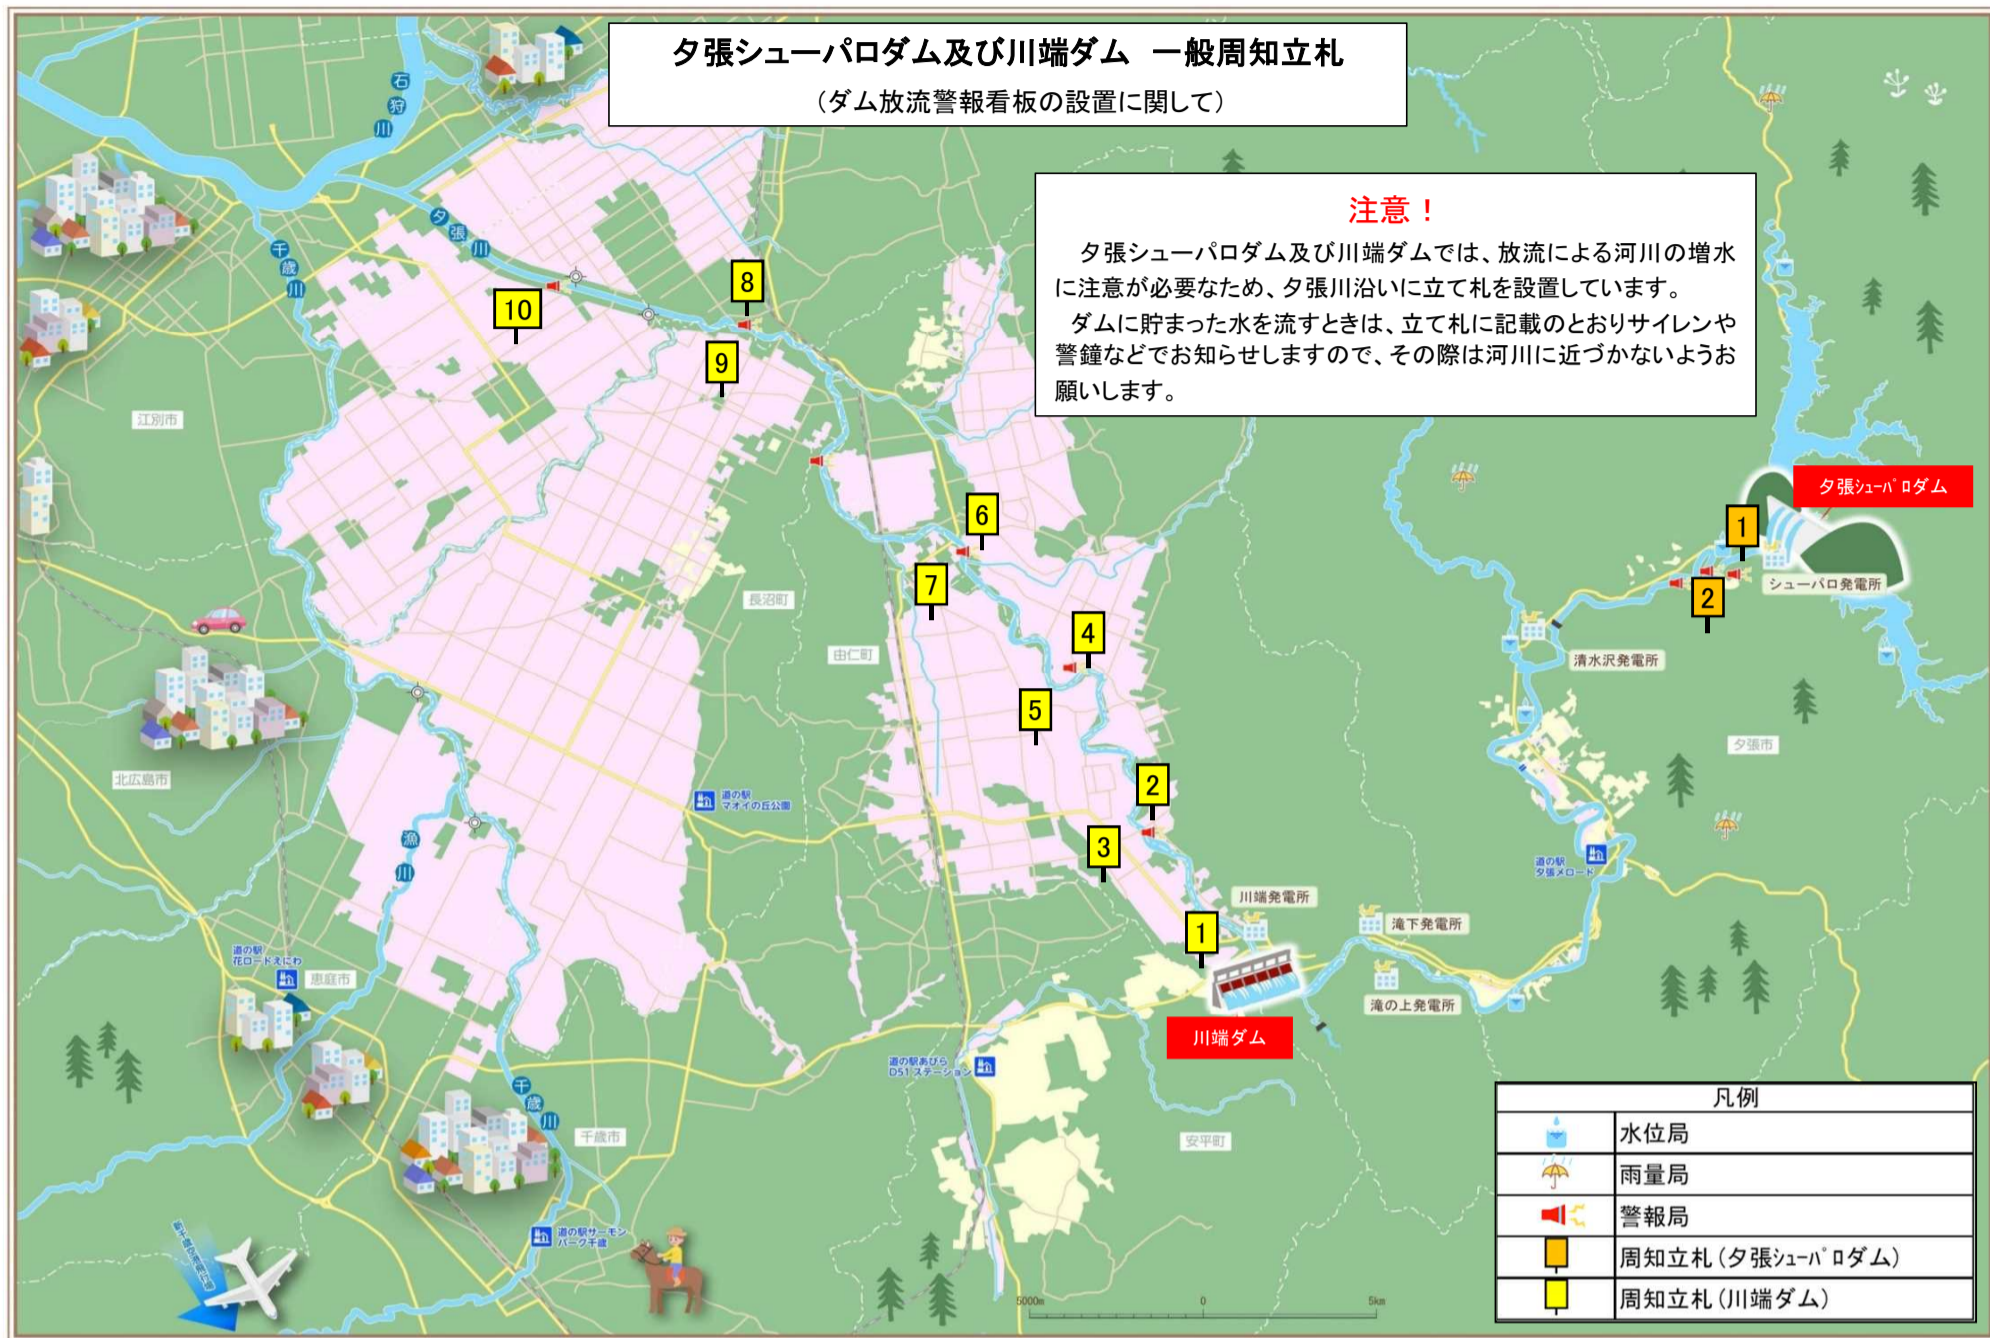 夕張シューパロダム及び川端ダム 一般周知立札
(ダム放流警報看板の設置に関して)
注意！
夕張シューパロダム及び川端ダムでは、放流による河川の増水
に注意が必要なため、夕張川沿いに立て札を設置しています。
ダムに貯まった水を流すときは、立て札に記載のとおりサイレンや
警鐘などでお知らせしますので、その際は河川に近づかないようお
願いします。
石狩川
夕張川
千歳川
8
10
9
江別市
夕張シューパロダム
1
シューパロ発電所
2
6
7
長沼町
由仁町
4
清水沢発電所
5
夕張市
北広島市
道の駅
マオイの丘公園
2
3
漁川
道の駅
夕張メロード
川端発電所
1
滝下発電所
滝の上発電所
道の駅
花ロードえにわ
恵庭市
川端ダム
道の駅あびら
D51 ステーション
千歳川
千歳市
安平町
道の駅サーモン
パーク千歳
5000m 0 5km
凡例
水位局
雨量局
警報局
周知立札(夕張シューパロダム)
周知立札(川端ダム)